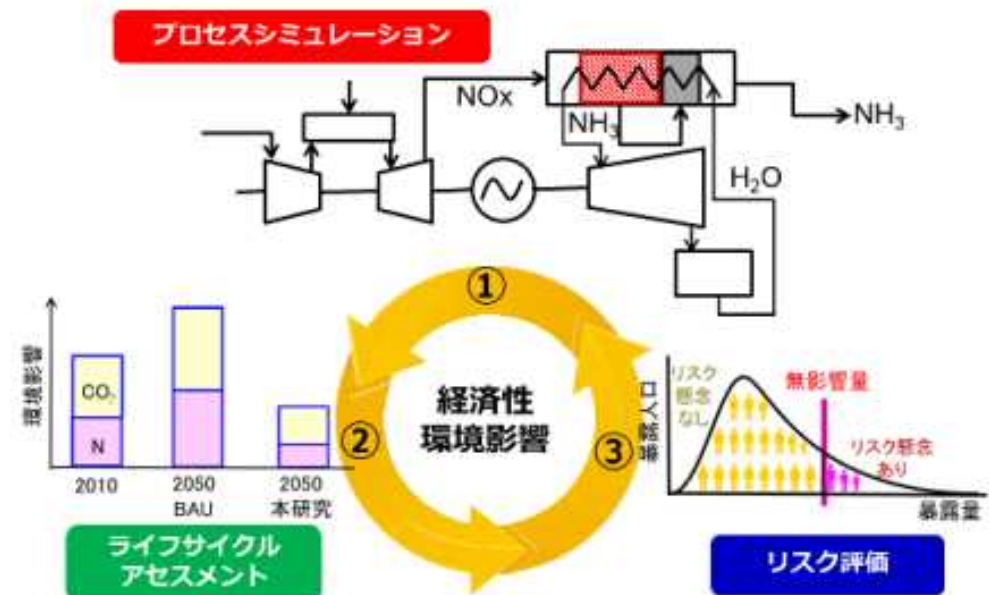 プロセスシミュレーション
NOx
NH₃
NH₃
H₂O
①
②
③
経済性
環境影響
環境影響
CO₂
N
2010
2050
BAU
2050
本研究
ライフサイクル
アセスメント
リスク
懸念
なし
無影響量
リスク懸念
あり
暴露人口
暴露量
リスク評価